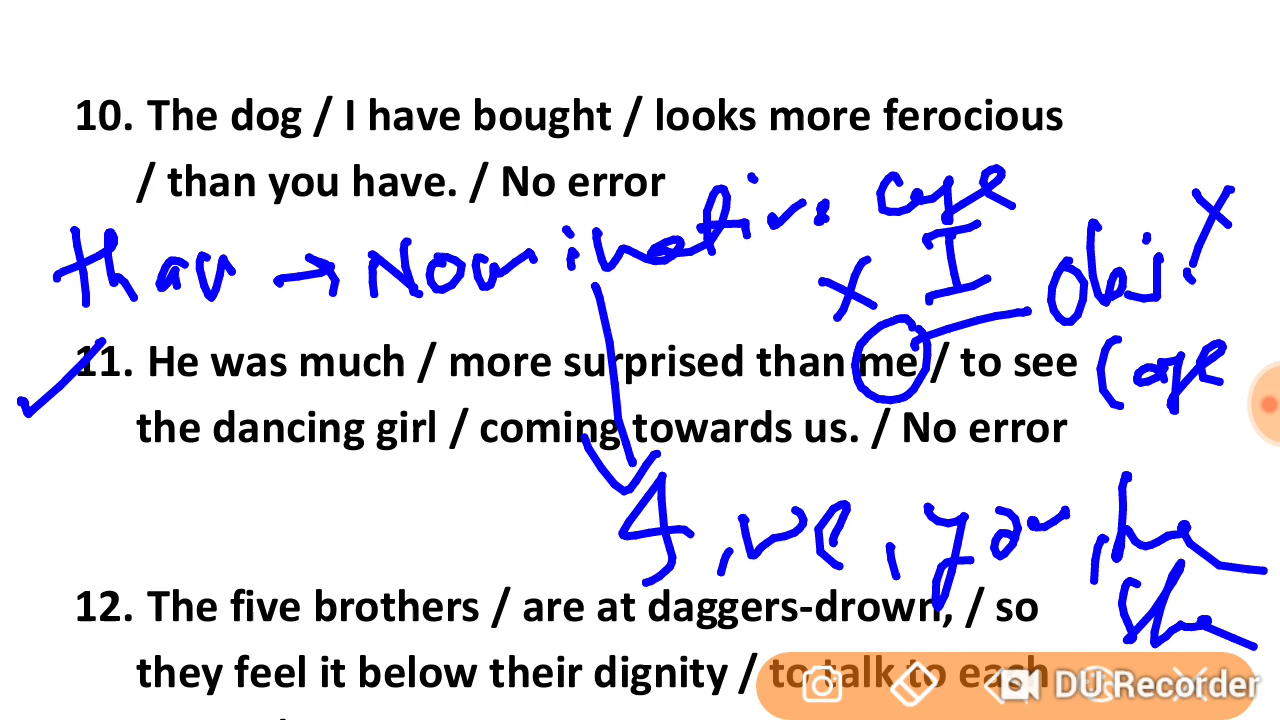 10. The dog / I have bought / looks more ferocious
/ than you have. / No error
than → Nominative case
I
X
obj. X
case
11. He was much / more surprised than me / to see
the dancing girl / coming towards us. / No error
I, we, you, he
she
12. The five brothers / are at daggers-drown, / so
they feel it below their dignity / to talk to each
DU Recorder